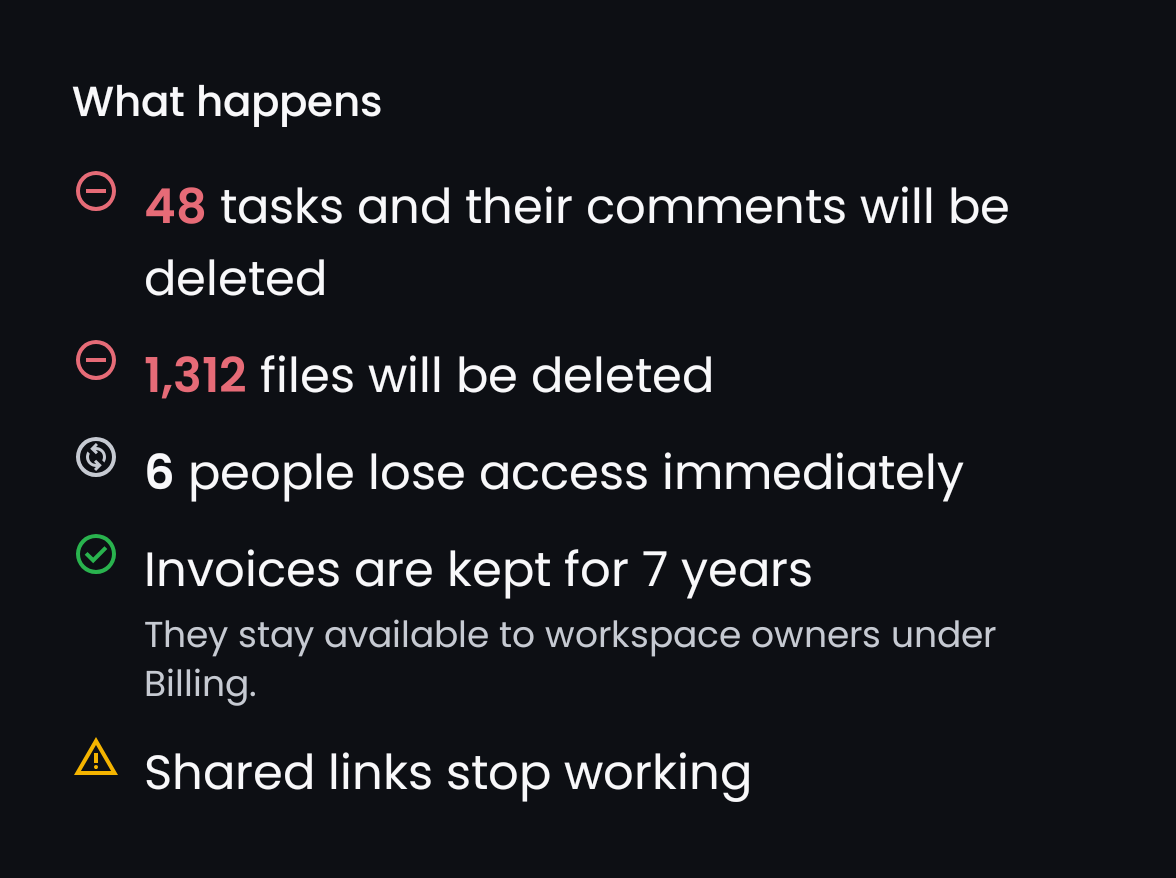 What happens
48 tasks and their comments will be
deleted
1,312 files will be deleted
6 people lose access immediately
Invoices are kept for 7 years
They stay available to workspace owners under
Billing.
Shared links stop working